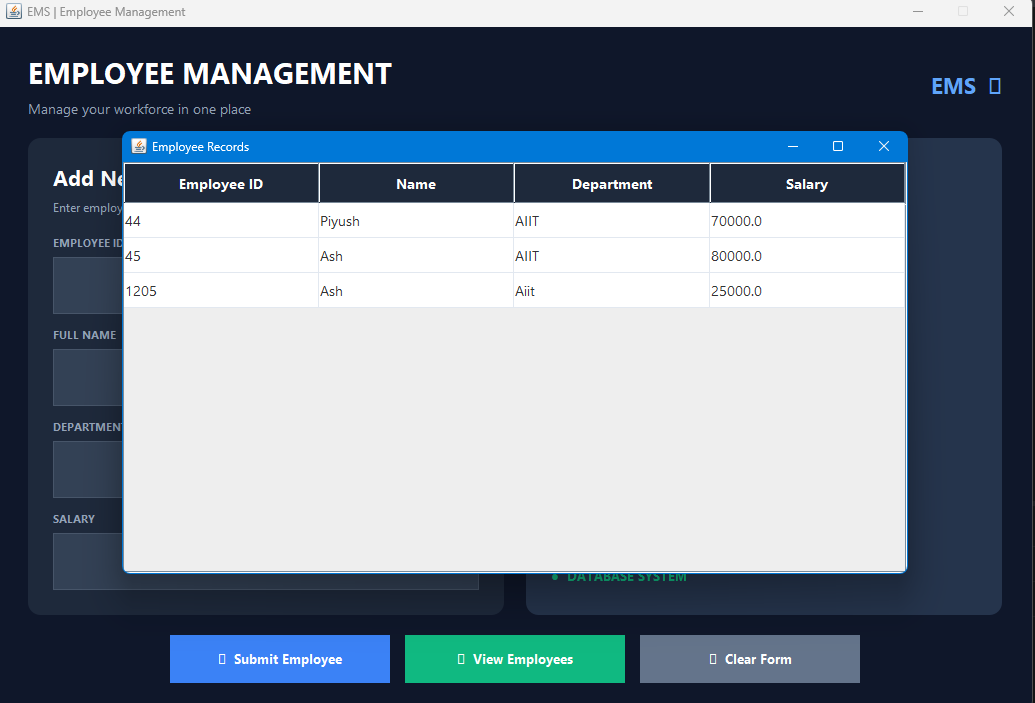 EMS | Employee Management
EMPLOYEE MANAGEMENT
Manage your workforce in one place
EMS
Employee Records
Employee ID Name Department Salary
44 Piyush AIIT 70000.0
45 Ash AIIT 80000.0
1205 Ash Aiit 25000.0
Add Ne
Enter employ
EMPLOYEE ID
FULL NAME
DEPARTMENT
SALARY
DATABASE SYSTEM
Submit Employee
View Employees
Clear Form